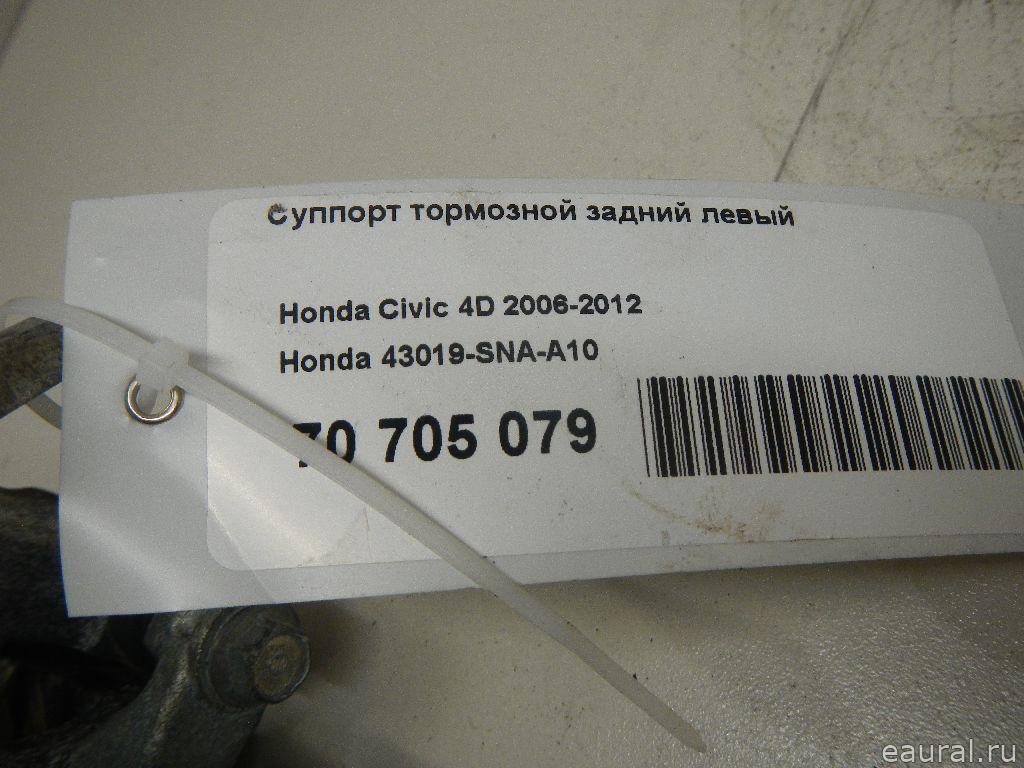 Суппорт тормозной задний левый
Honda Civic 4D 2006-2012
Honda 43019-SNA-A10
70 705 079
eaural.ru